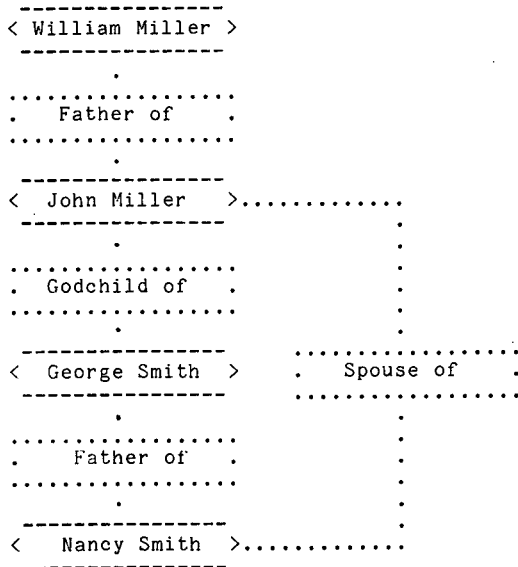 < William Miller >
Father of
< John Miller >
Godchild of
< George Smith >
Spouse of
Father of
< Nancy Smith >